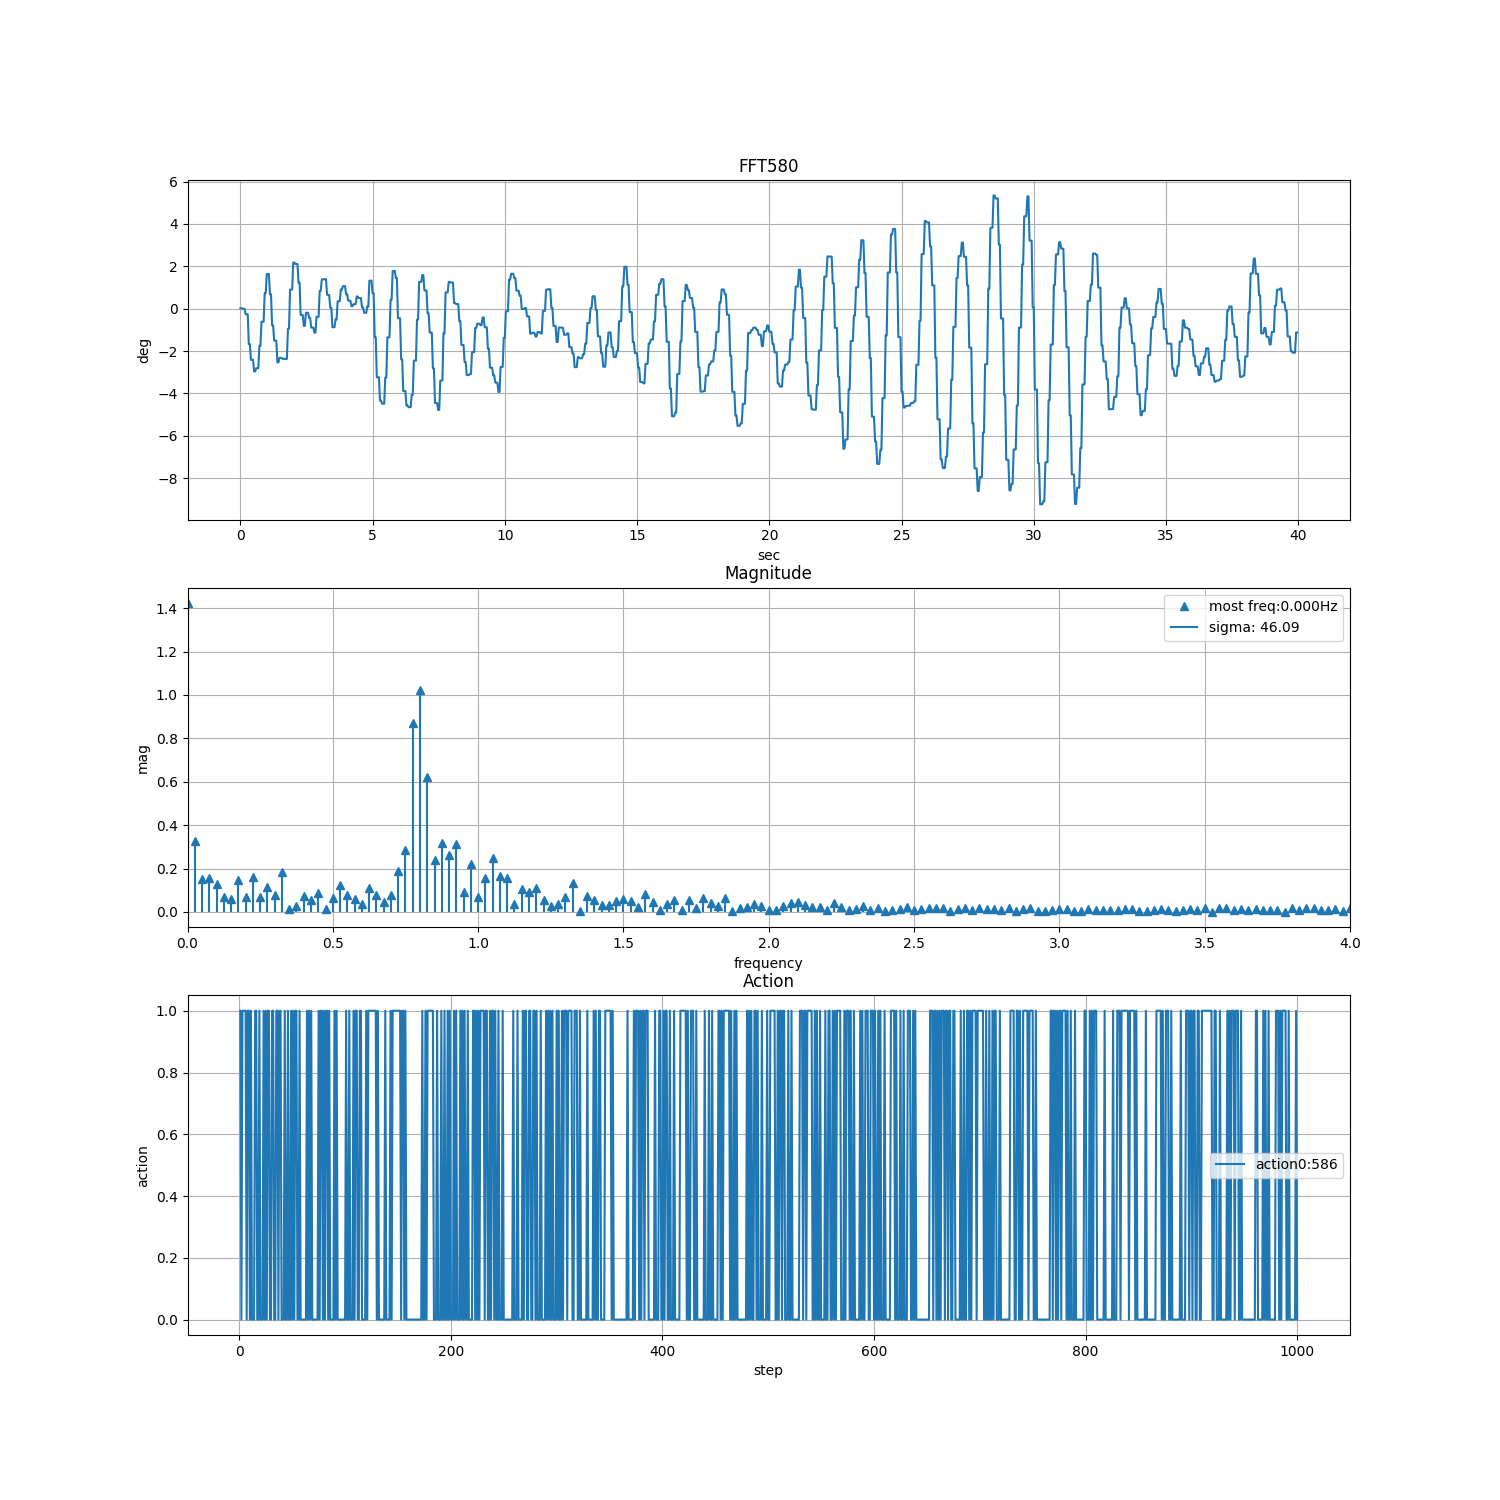 FFT580
6
4
2
0
−2
−4
−6
−8
deg
0 5 10 15 20 25 30 35 40
sec
Magnitude
1.4
1.2
1.0
0.8
0.6
0.4
0.2
0.0
mag
most freq:0.000Hz
sigma: 46.09
0.0 0.5 1.0 1.5 2.0 2.5 3.0 3.5 4.0
frequency
Action
1.0
0.8
0.6
0.4
0.2
0.0
action
action0:586
0 200 400 600 800 1000
step